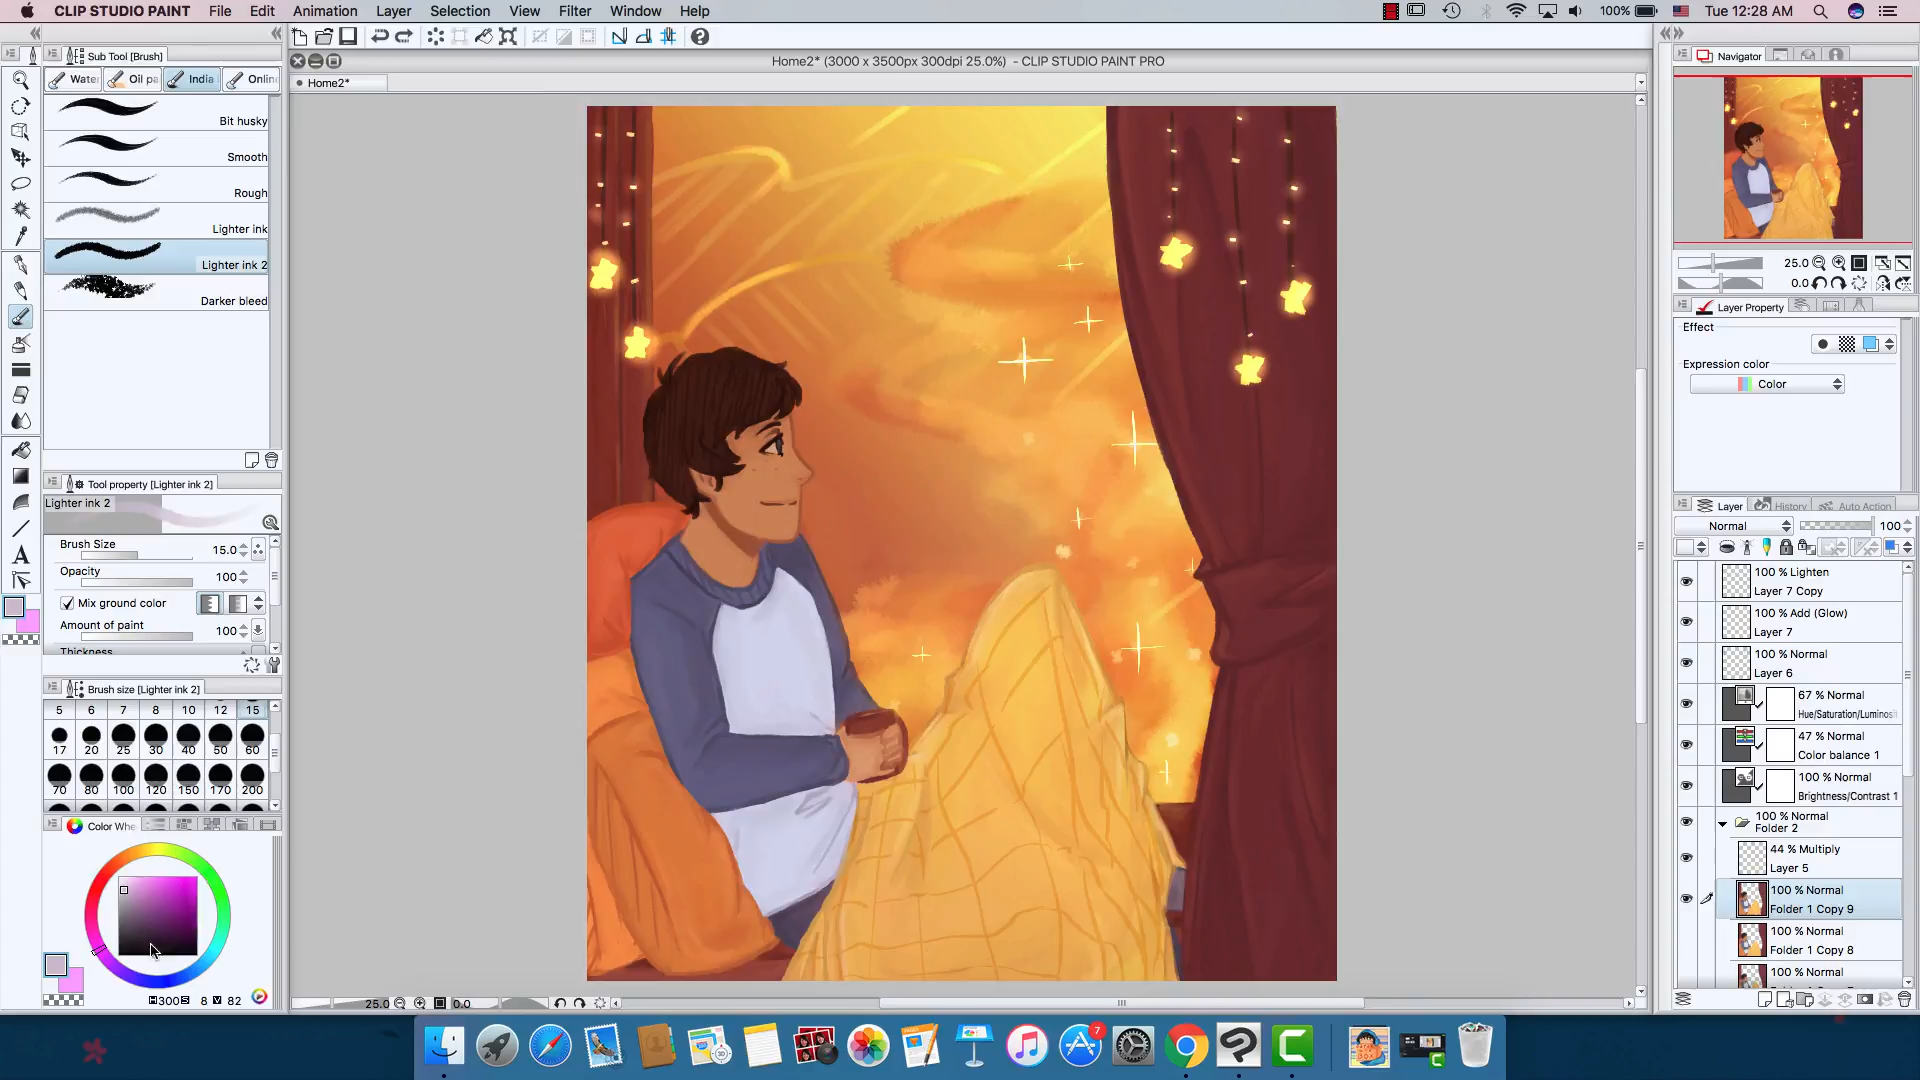 CLIP STUDIO PAINT File Edit Animation Layer Selection View Filter Window Help 100% Tue 12:28 AM
Home2* (3000 x 3500px 300dpi 25.0%) - CLIP STUDIO PAINT PRO
Home2*
Sub Tool [Brush]
Water Oil pa India Onlin
Bit husky
Smooth
Rough
Lighter ink
Lighter ink 2
Darker bleed
Tool property [Lighter ink 2]
Lighter ink 2
Brush Size 15.0
Opacity 100
Mix ground color
Amount of paint 100
Thickness
Brush size [Lighter ink 2]
5 6 7 8 10 12 15
17 20 25 30 40 50 60
70 80 100 120 150 170 200
Color Whe
H300 S 8 V 82
25.0 0.0
Navigator
25.0
0.0
Layer Property
Effect
Expression color
Color
Layer History Auto Action
Normal 100
100 % Lighten
Layer 7 Copy
100 % Add (Glow)
Layer 7
100 % Normal
Layer 6
67 % Normal
Hue/Saturation/Luminosit
47 % Normal
Color balance 1
100 % Normal
Brightness/Contrast 1
100 % Normal
Folder 2
44 % Multiply
Layer 5
100 % Normal
Folder 1 Copy 9
100 % Normal
Folder 1 Copy 8
100 % Normal
7